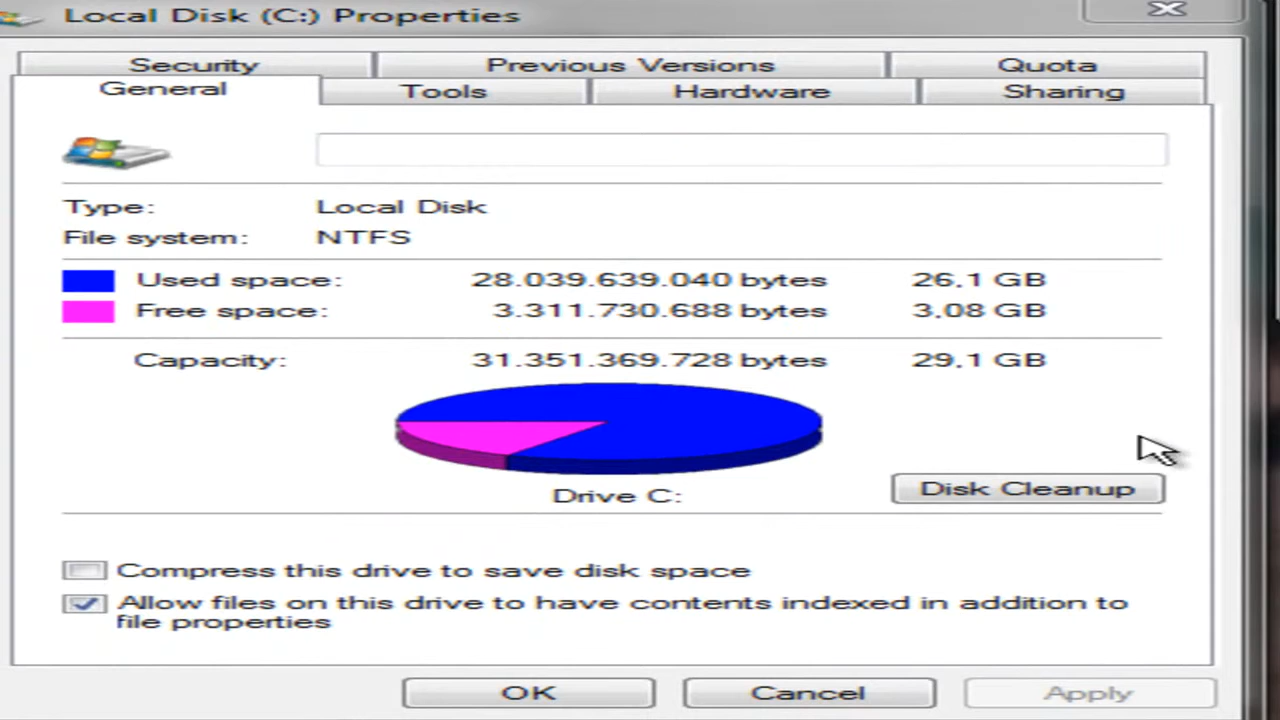 Local Disk (C:) Properties
Security Previous Versions Quota
General Tools Hardware Sharing
Type: Local Disk
File system: NTFS
Used space: 28.039.639.040 bytes 26,1 GB
Free space: 3.311.730.688 bytes 3,08 GB
Capacity: 31.351.369.728 bytes 29,1 GB
Drive C:
Disk Cleanup
Compress this drive to save disk space
Allow files on this drive to have contents indexed in addition to
file properties
OK Cancel Apply